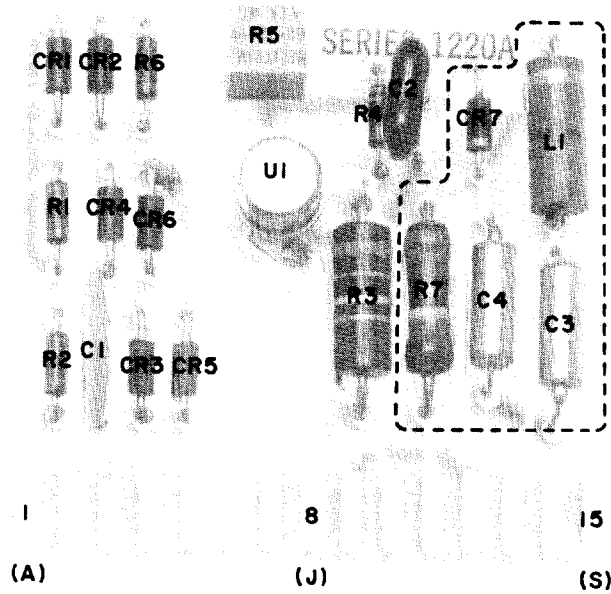 R5
SERIES 1220A
CR1 CR2 R6
C2
R4 CR7 L1
U1
R1 CR4 CR6
R3 R7 C4 C3
R2 C1 CR3 CR5
1 8 15
(A) (J) (S)